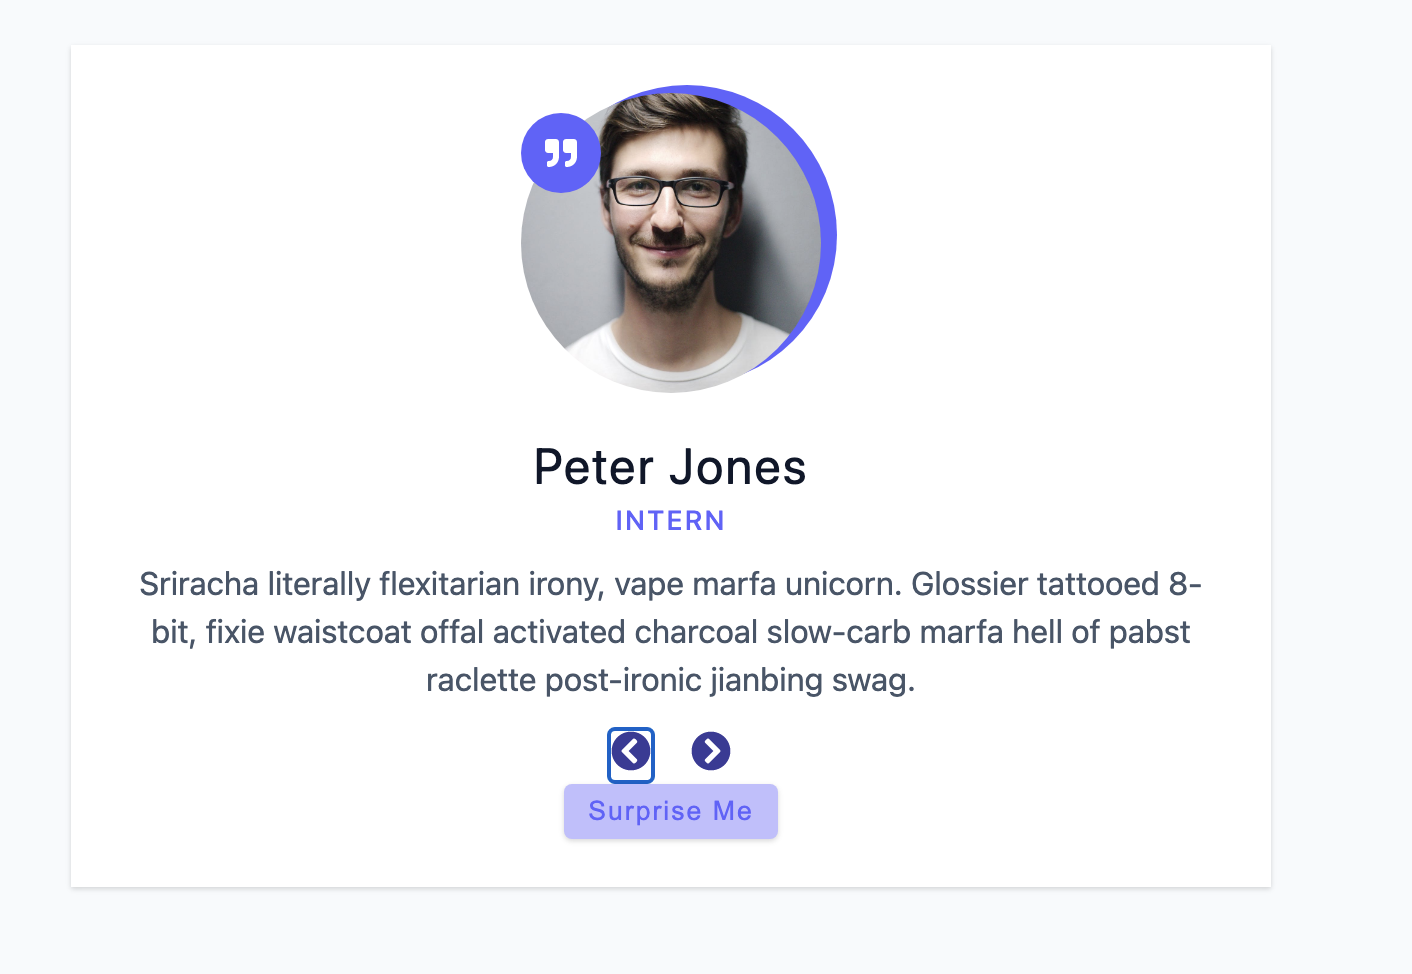 Peter Jones
INTERN
Sriracha literally flexitarian irony, vape marfa unicorn. Glossier tattooed 8-
bit, fixie waistcoat offal activated charcoal slow-carb marfa hell of pabst
raclette post-ironic jianbing swag.
Surprise Me